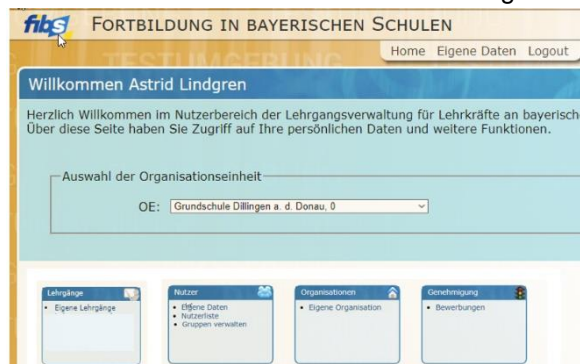 fibs FORTBILDUNG IN BAYERISCHEN SCHULEN
TESTUMGEBUNG
Home Eigene Daten Logout
Willkommen Astrid Lindgren
Herzlich Willkommen im Nutzerbereich der Lehrgangsverwaltung für Lehrkräfte an bayerische
Über diese Seite haben Sie Zugriff auf Ihre persönlichen Daten und weitere Funktionen.
Auswahl der Organisationseinheit
OE: Grundschule Dillingen a. d. Donau, 0
Lehrgänge
• Eigene Lehrgänge
Nutzer
• Eigene Daten
• Nutzerliste
• Gruppen verwalten
Organisationen
• Eigene Organisation
Genehmigung
• Bewerbungen